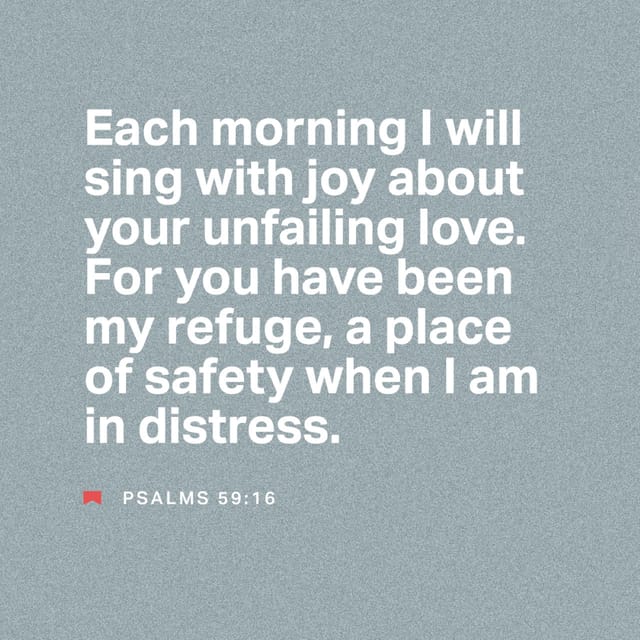 Each morning I will
sing with joy about
your unfailing love.
For you have been
my refuge, a place
of safety when I am
in distress.
PSALMS 59:16